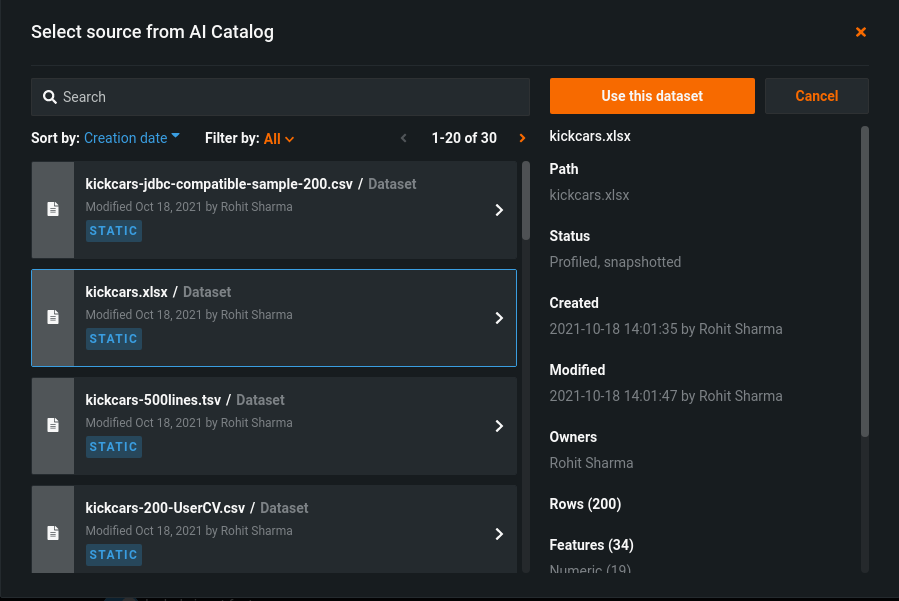 Select source from AI Catalog
Search
Use this dataset
Cancel
Sort by: Creation date
Filter by: All
1-20 of 30
kickcars-jdbc-compatible-sample-200.csv / Dataset
Modified Oct 18, 2021 by Rohit Sharma
STATIC
kickcars.xlsx / Dataset
Modified Oct 18, 2021 by Rohit Sharma
STATIC
kickcars-500lines.tsv / Dataset
Modified Oct 18, 2021 by Rohit Sharma
STATIC
kickcars-200-UserCV.csv / Dataset
Modified Oct 18, 2021 by Rohit Sharma
STATIC
kickcars.xlsx
Path
kickcars.xlsx
Status
Profiled, snapshotted
Created
2021-10-18 14:01:35 by Rohit Sharma
Modified
2021-10-18 14:01:47 by Rohit Sharma
Owners
Rohit Sharma
Rows (200)
Features (34)
Numeric (19)